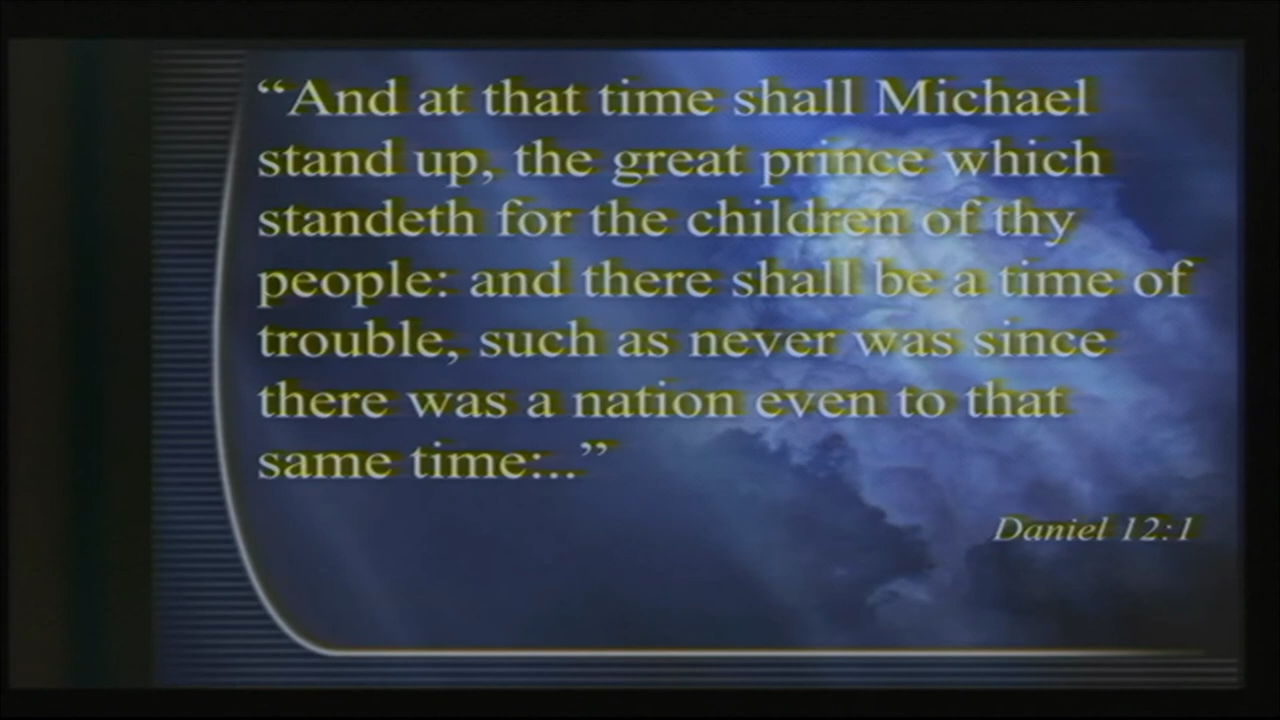 “And at that time shall Michael
stand up, the great prince which
standeth for the children of thy
people: and there shall be a time of
trouble, such as never was since
there was a nation even to that
same time:..”
Daniel 12:1